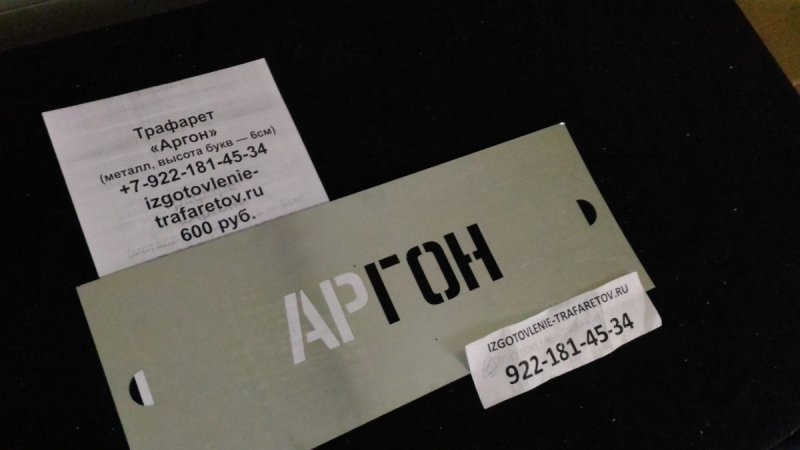 Трафарет
«Аргон»
(металл, высота букв — 6см)
+7-922-181-45-34
izgotovlenie-
trafaretov.ru
600 руб.
АРГОН
IZGOTOVLENIE-TRAFARETOV.RU
922-181-45-34